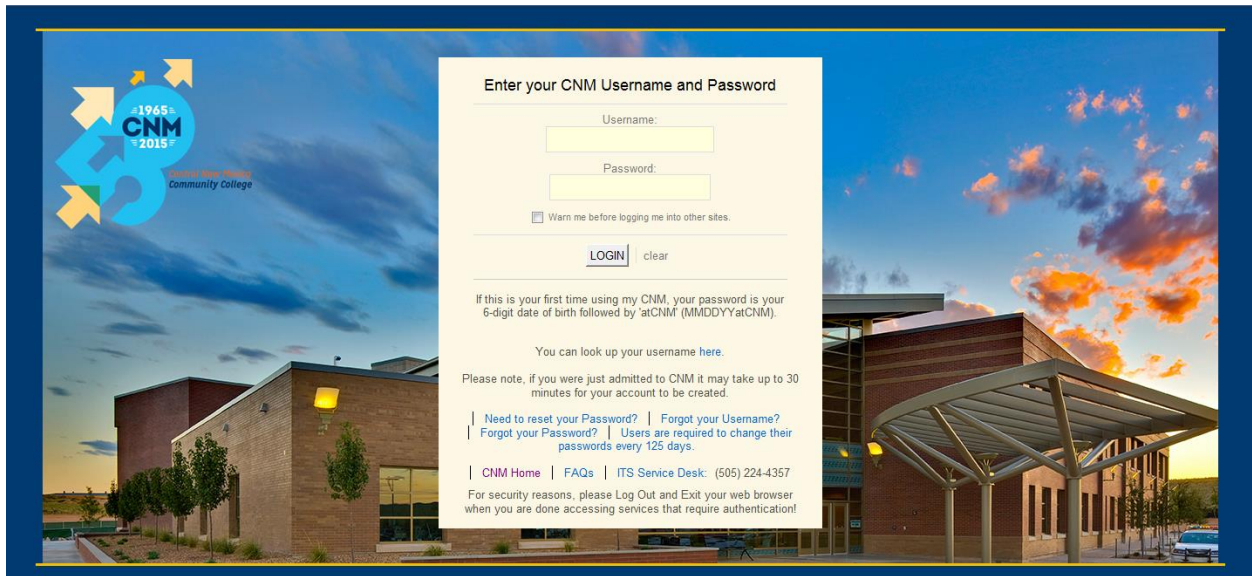 1965
CNM
2015
Central New Mexico
Community College
Enter your CNM Username and Password
Username:
Password:
Warn me before logging me into other sites.
LOGIN | clear
If this is your first time using my CNM, your password is your
6-digit date of birth followed by 'atCNM' (MMDDYYatCNM).
You can look up your username here.
Please note, if you were just admitted to CNM it may take up to 30
minutes for your account to be created.
| Need to reset your Password? | Forgot your Username?
| Forgot your Password? | Users are required to change their
passwords every 125 days.
| CNM Home | FAQs | ITS Service Desk: (505) 224-4357
For security reasons, please Log Out and Exit your web browser
when you are done accessing services that require authentication!